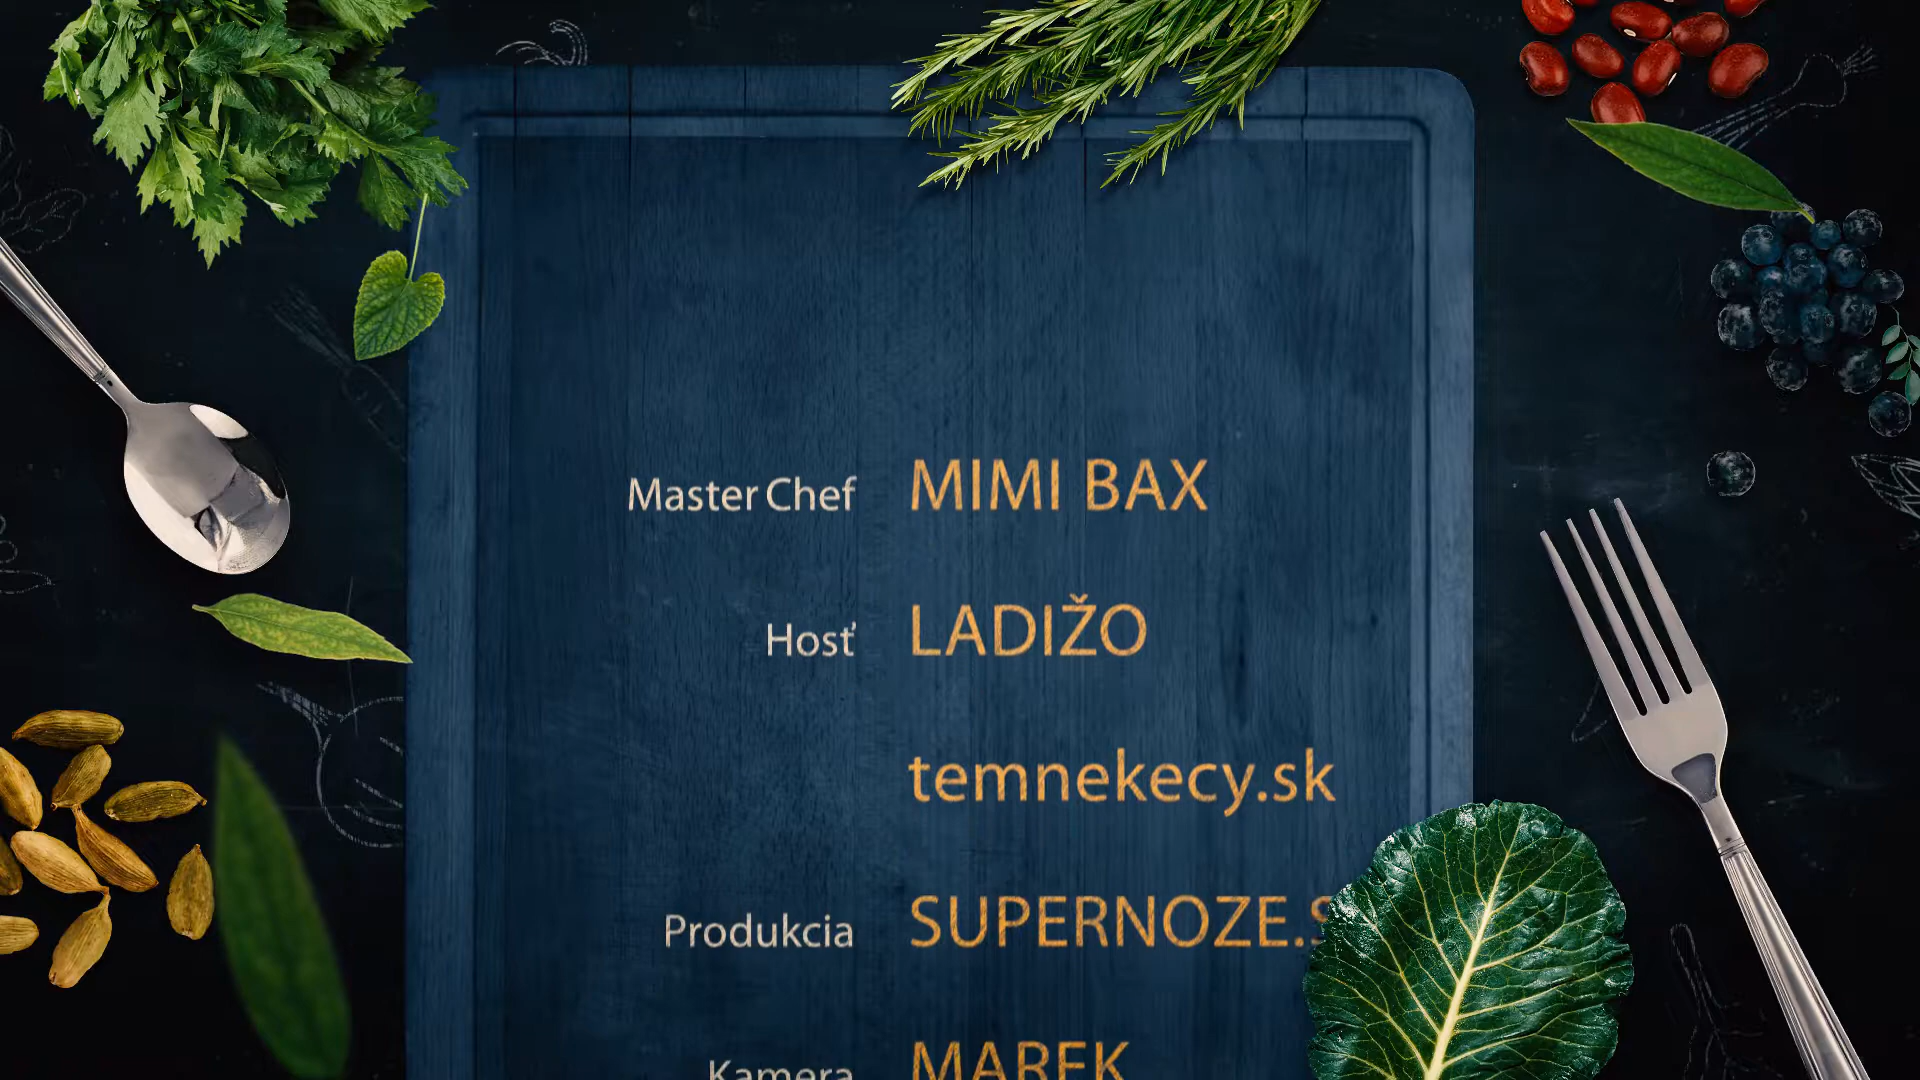 Master Chef MIMI BAX
Hosť LADIŽO
temnekecy.sk
Produkcia SUPERNOZE.S
Kamera MAREK